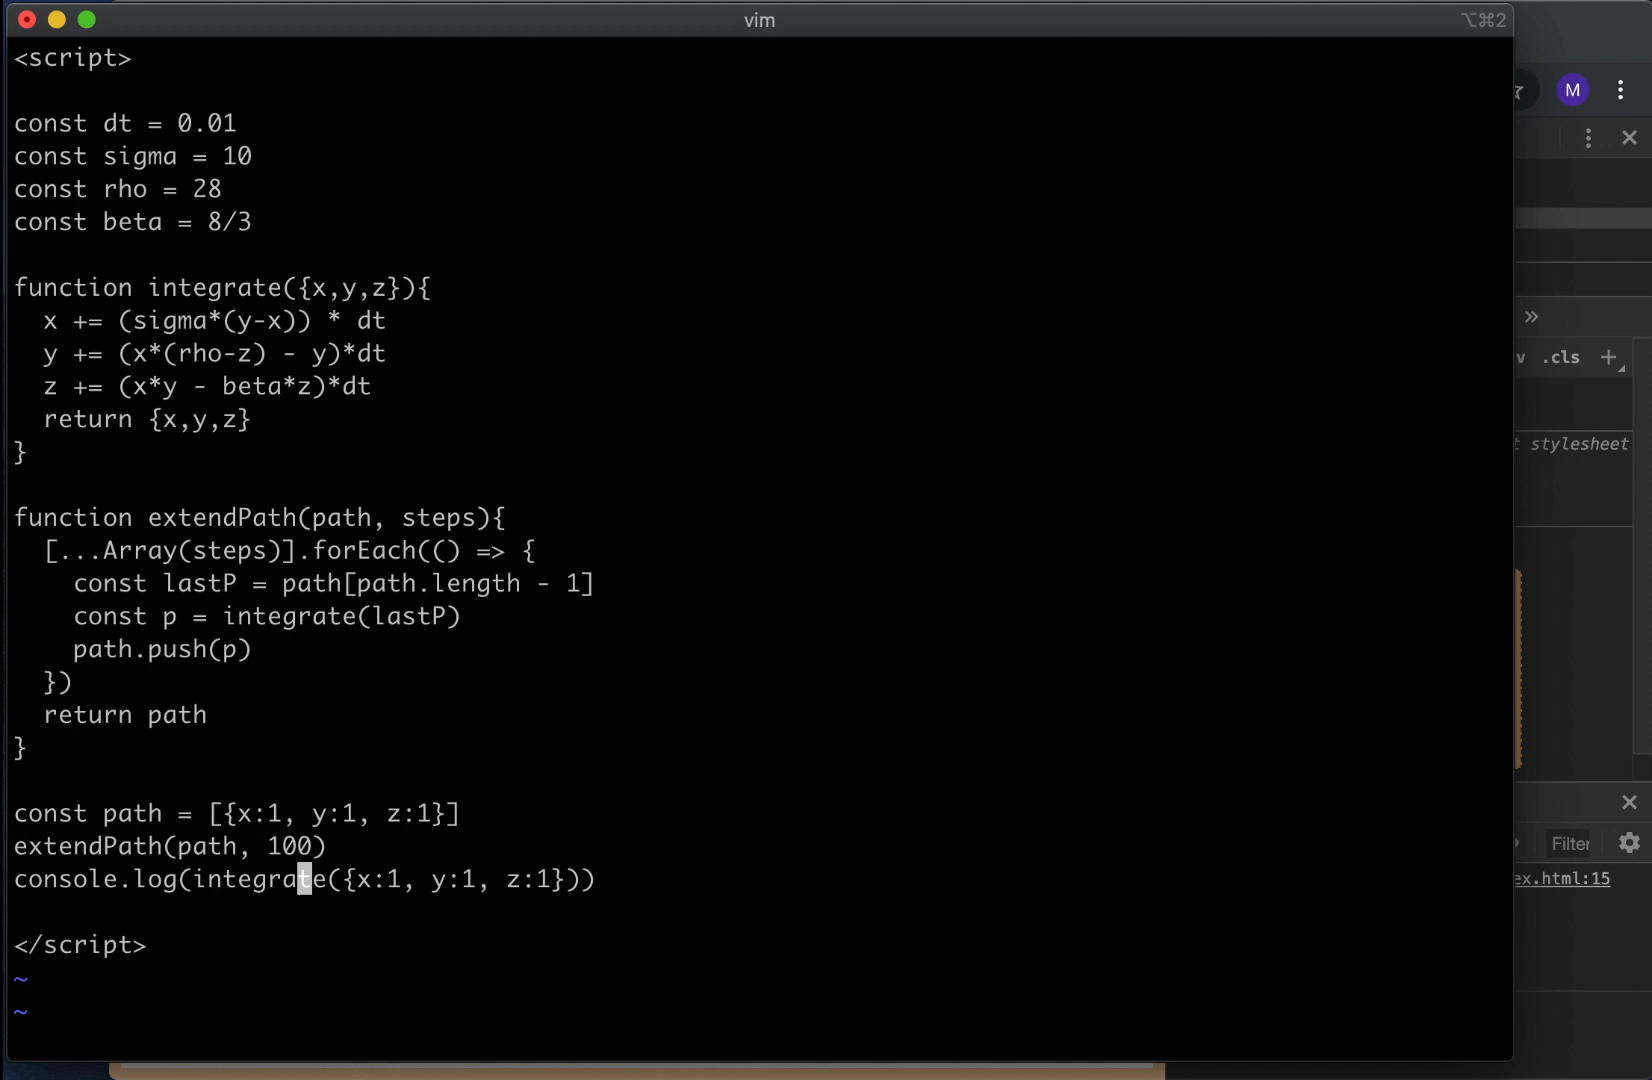 vim
⌥⌘2
<script>
const dt = 0.01
const sigma = 10
const rho = 28
const beta = 8/3
function integrate({x,y,z}){
  x += (sigma*(y-x)) * dt
  y += (x*(rho-z) - y)*dt
  z += (x*y - beta*z)*dt
  return {x,y,z}
}
function extendPath(path, steps){
  [...Array(steps)].forEach(() => {
    const lastP = path[path.length - 1]
    const p = integrate(lastP)
    path.push(p)
  })
  return path
}
const path = [{x:1, y:1, z:1}]
extendPath(path, 100)
console.log(integrate({x:1, y:1, z:1}))
</script>
~
~
M
»
v .cls +
stylesheet
Filter
ex.html:15